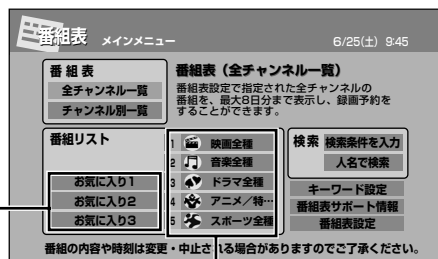 番組表 メインメニュー 6/25(土) 9:45
番組表
全チャンネル一覧
チャンネル別一覧
番組表（全チャンネル一覧）
番組表設定で指定された全チャンネルの
番組を、最大8日分まで表示し、録画予約を
することができます。
番組リスト
お気に入り1
お気に入り2
お気に入り3
1 映画全種
2 音楽全種
3 ドラマ全種
4 アニメ／特…
5 スポーツ全種
検索 検索条件を入力
人名で検索
キーワード設定
番組表サポート情報
番組表設定
番組の内容や時刻は変更・中止される場合がありますのでご了承ください。